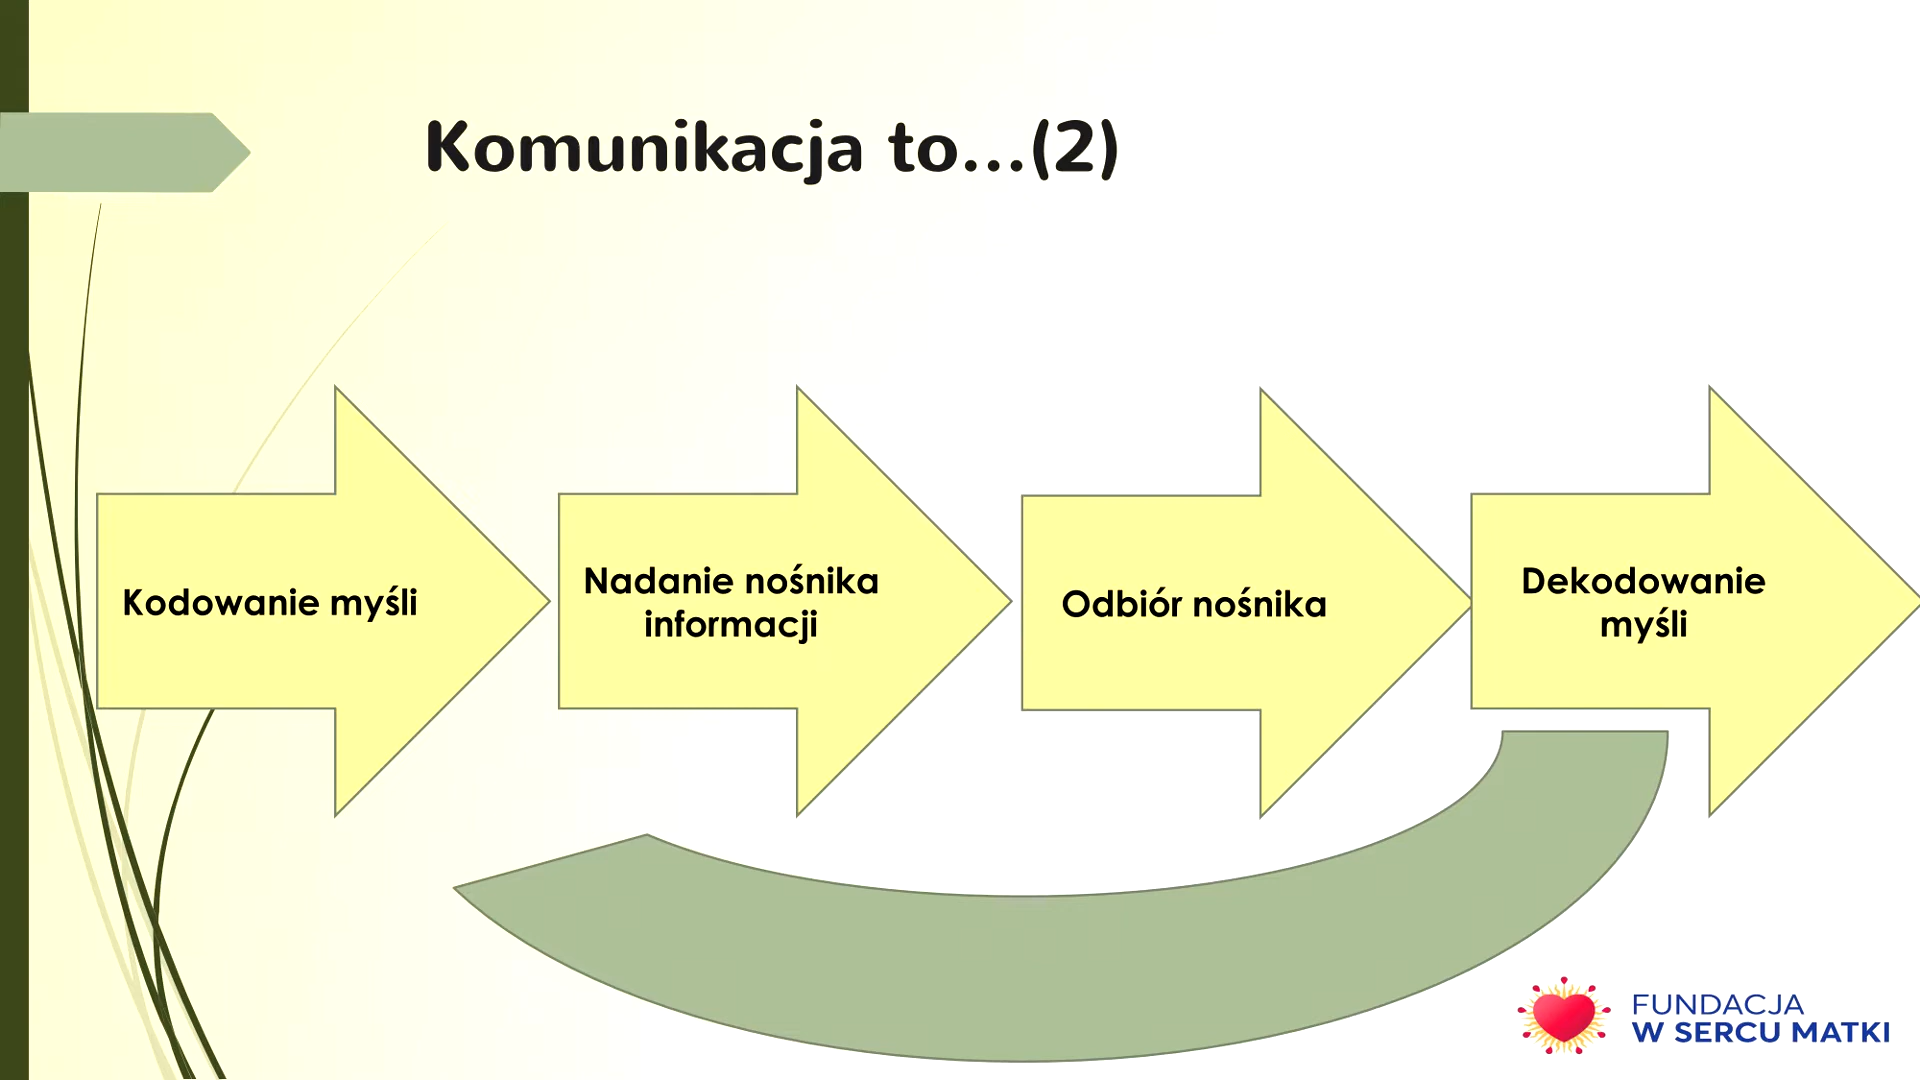 Komunikacja to...(2)
Kodowanie myśli
Nadanie nośnika
informacji
Odbiór nośnika
Dekodowanie
myśli
FUNDACJA
W SERCU MATKI